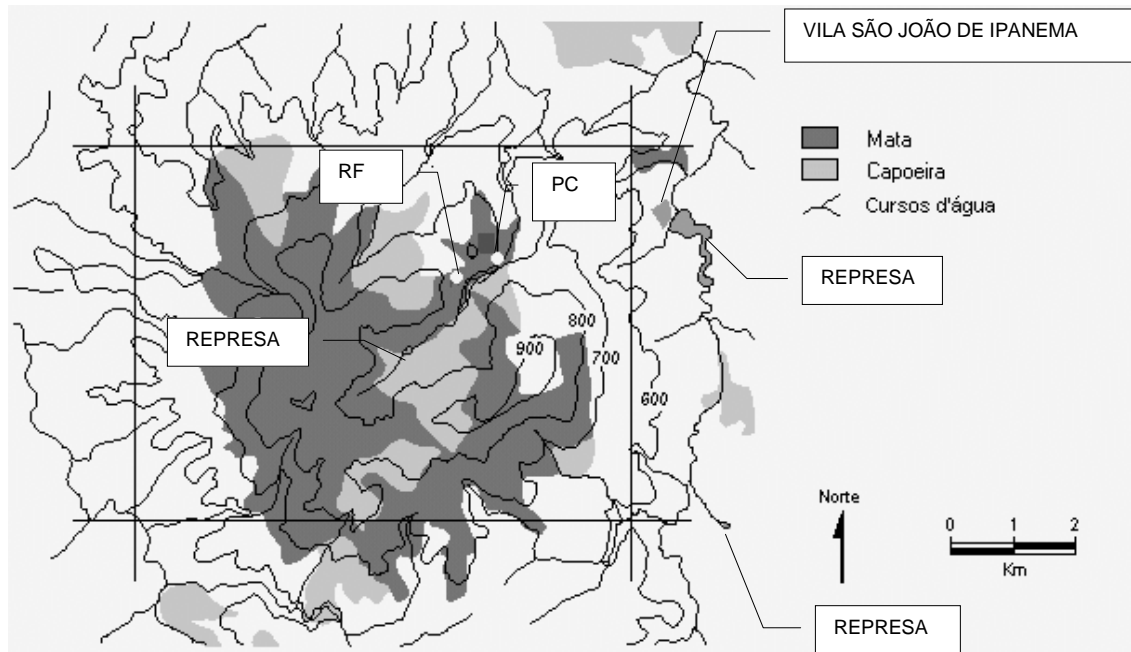 VILA SÃO JOÃO DE IPANEMA
Mata
Capoeira
Cursos d'água
RF
PC
REPRESA
REPRESA
800
900
700
600
Norte
0 1 2
Km
REPRESA